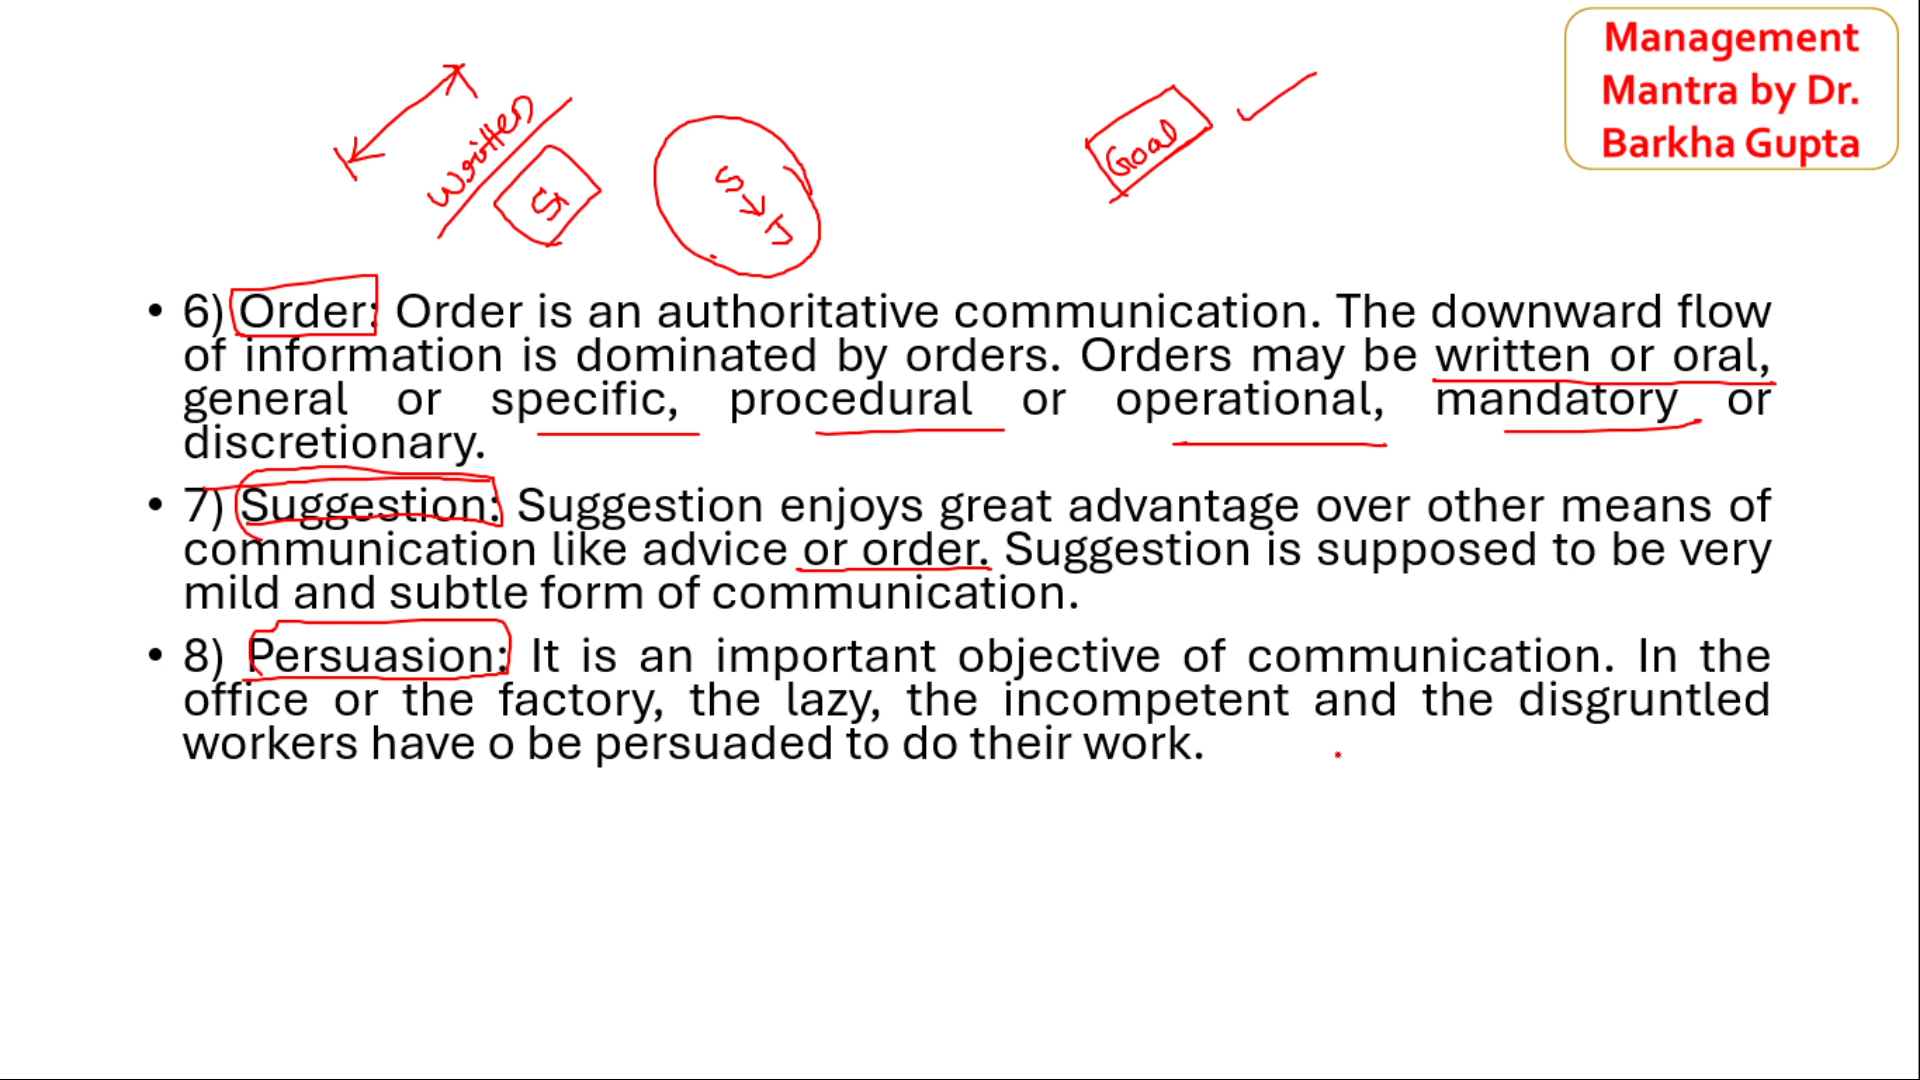 Management
Mantra by Dr.
Barkha Gupta
Written
S
S
J
Goal
• 6) Order: Order is an authoritative communication. The downward flow
of information is dominated by orders. Orders may be written or oral,
general or specific, procedural or operational, mandatory or
discretionary.
• 7) Suggestion: Suggestion enjoys great advantage over other means of
communication like advice or order. Suggestion is supposed to be very
mild and subtle form of communication.
• 8) Persuasion: It is an important objective of communication. In the
office or the factory, the lazy, the incompetent and the disgruntled
workers have o be persuaded to do their work.